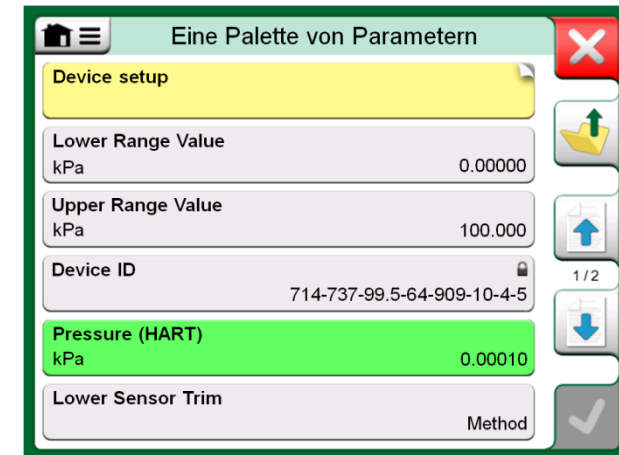 Eine Palette von Parametern
Device setup
Lower Range Value
kPa 0.00000
Upper Range Value
kPa 100.000
Device ID
714-737-99.5-64-909-10-4-5
1/2
Pressure (HART)
kPa 0.00010
Lower Sensor Trim
Method